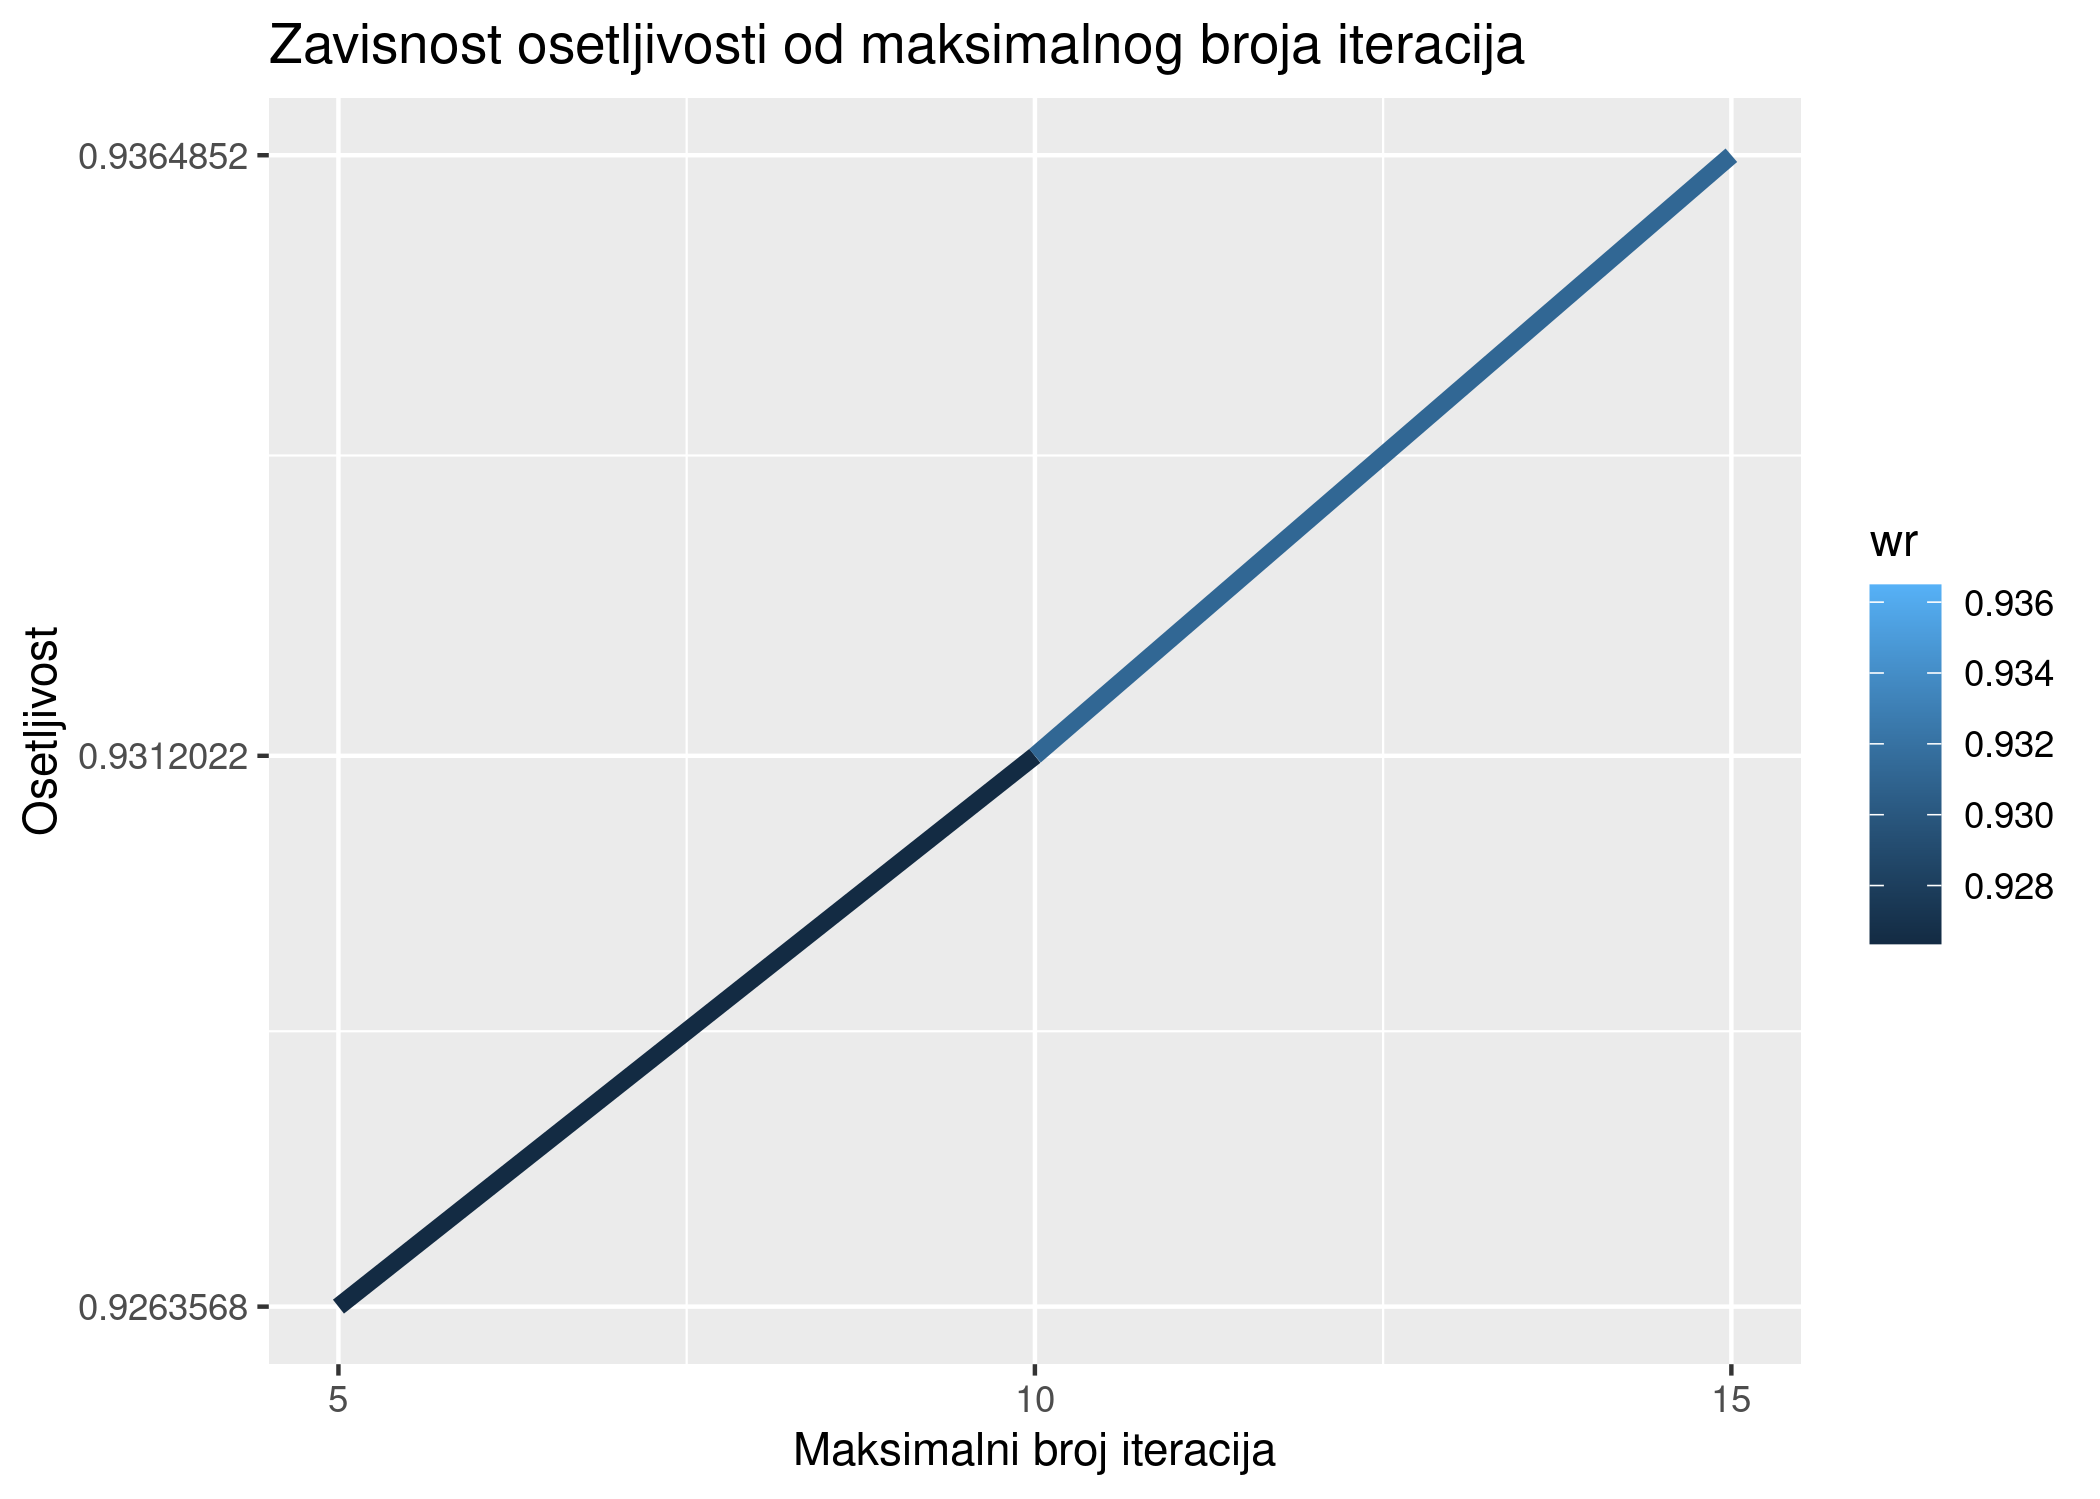 Zavisnost osetljivosti od maksimalnog broja iteracija
Osetljivost
0.9364852
0.9312022
0.9263568
5
10
15
Maksimalni broj iteracija
wr
0.936
0.934
0.932
0.930
0.928